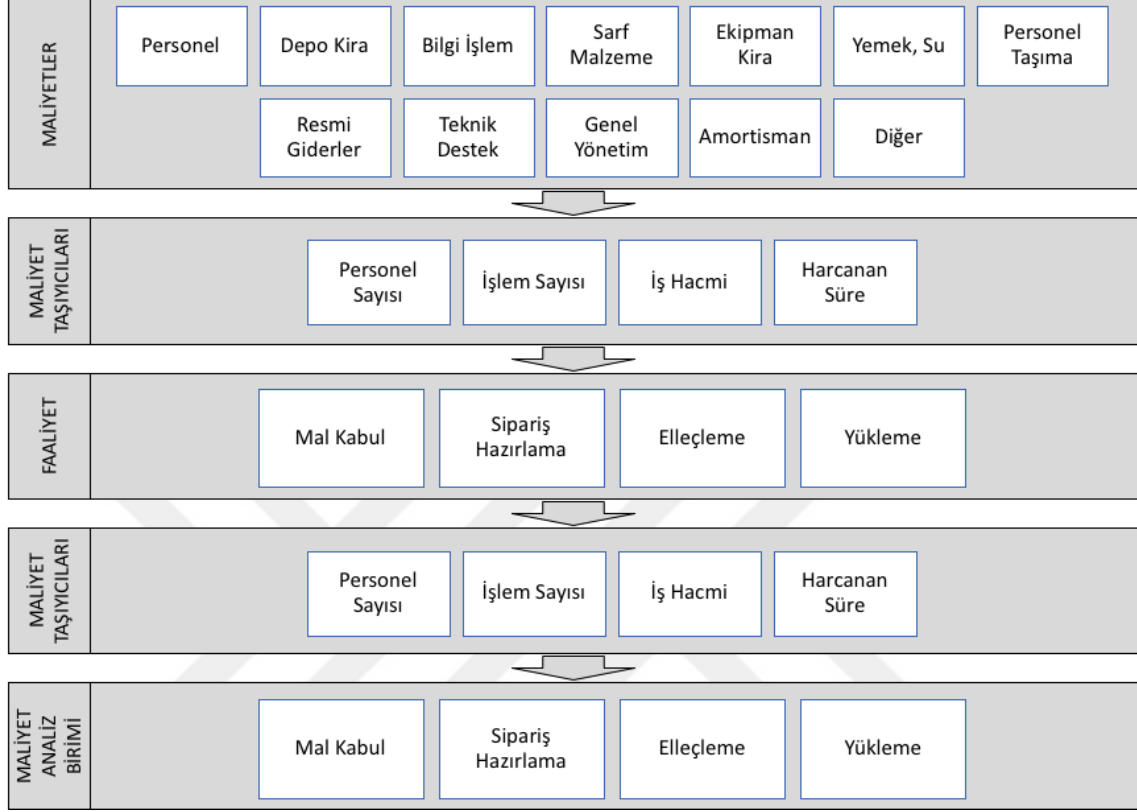 MALİYETLER
Personel
Depo Kira
Bilgi İşlem
Sarf
Malzeme
Ekipman
Kira
Yemek, Su
Personel
Taşıma
Resmi
Giderler
Teknik
Destek
Genel
Yönetim
Amortisman
Diğer
MALİYET
TAŞIYICILARI
Personel
Sayısı
İşlem Sayısı
İş Hacmi
Harcanan
Süre
FAALİYET
Mal Kabul
Sipariş
Hazırlama
Elleçleme
Yükleme
MALİYET
TAŞIYICILARI
Personel
Sayısı
İşlem Sayısı
İş Hacmi
Harcanan
Süre
MALİYET
ANALİZ
BİRİMİ
Mal Kabul
Sipariş
Hazırlama
Elleçleme
Yükleme